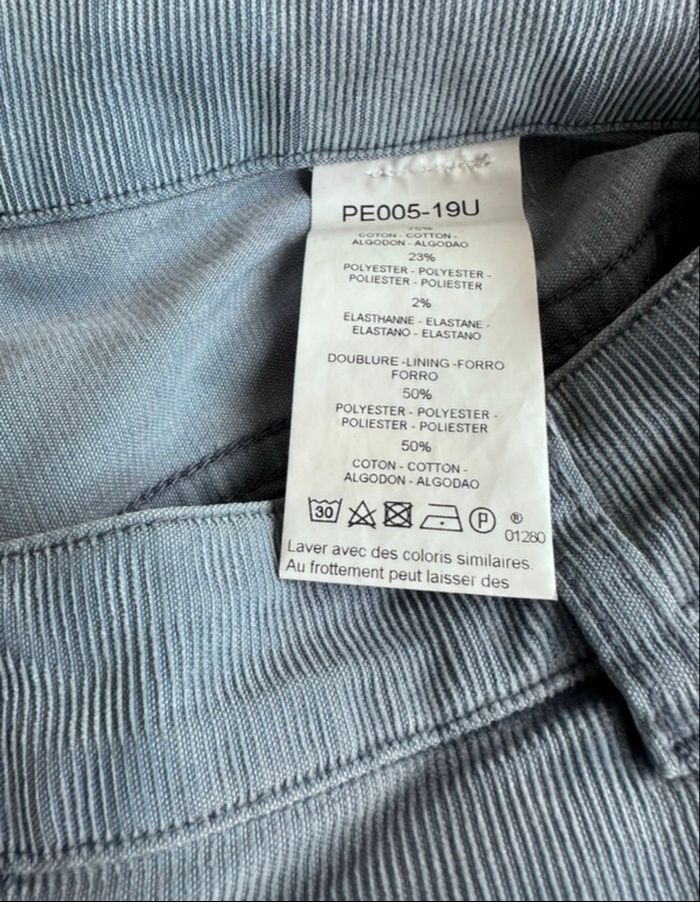 PE005-19U
COTON - COTTON -
ALGODON - ALGODAO
23%
POLYESTER - POLYESTER -
POLIESTER - POLIESTER
2%
ELASTHANNE - ELASTANE -
ELASTANO - ELASTANO
DOUBLURE -LINING -FORRO
FORRO
50%
POLYESTER - POLYESTER -
POLIESTER - POLIESTER
50%
COTON - COTTON -
ALGODON - ALGODAO
30 P ®
01280
Laver avec des coloris similaires.
Au frottement peut laisser des